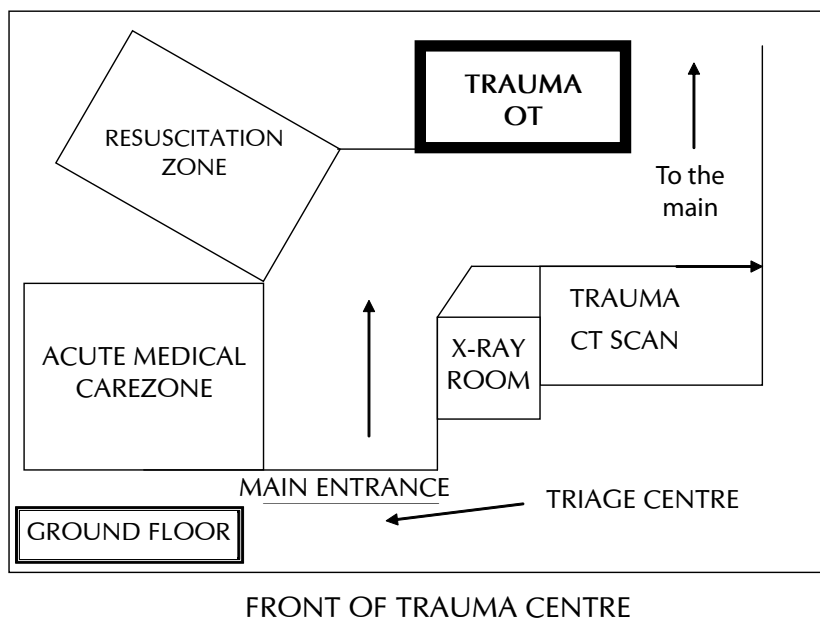 TRAUMA
OT
RESUSCITATION
ZONE
To the
main
TRAUMA
CT SCAN
X-RAY
ROOM
ACUTE MEDICAL
CAREZONE
MAIN ENTRANCE
TRIAGE CENTRE
GROUND FLOOR
FRONT OF TRAUMA CENTRE